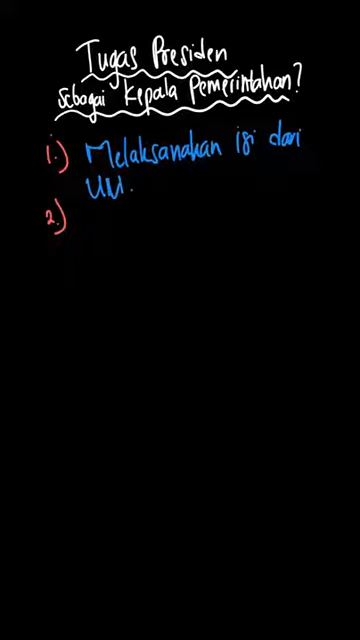 Tugas Presiden
sebagai Kepala Pemerintahan?
1.) Melaksanakan isi dari
UU.
2.)